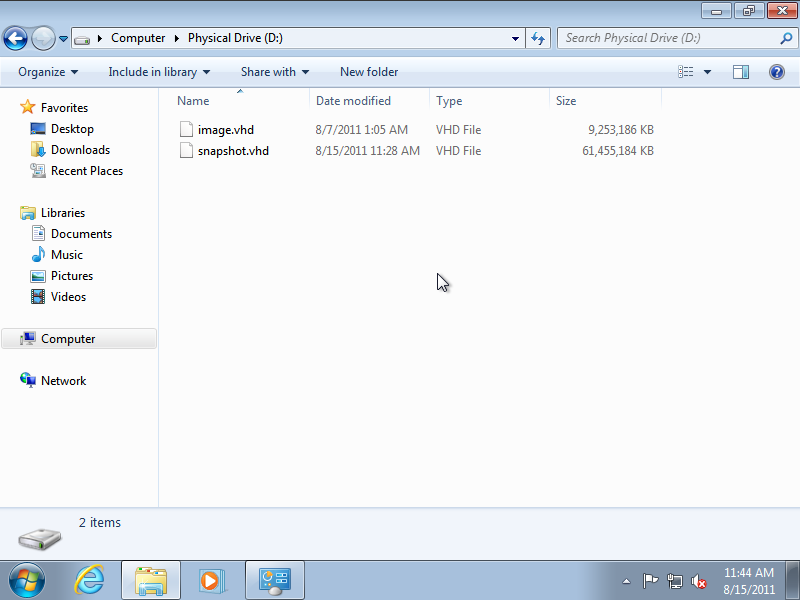 Computer Physical Drive (D:)
Search Physical Drive (D:)
Organize Include in library Share with New folder
Name Date modified Type Size
image.vhd 8/7/2011 1:05 AM VHD File 9,253,186 KB
snapshot.vhd 8/15/2011 11:28 AM VHD File 61,455,184 KB
Favorites
Desktop
Downloads
Recent Places
Libraries
Documents
Music
Pictures
Videos
Computer
Network
2 items
11:44 AM
8/15/2011